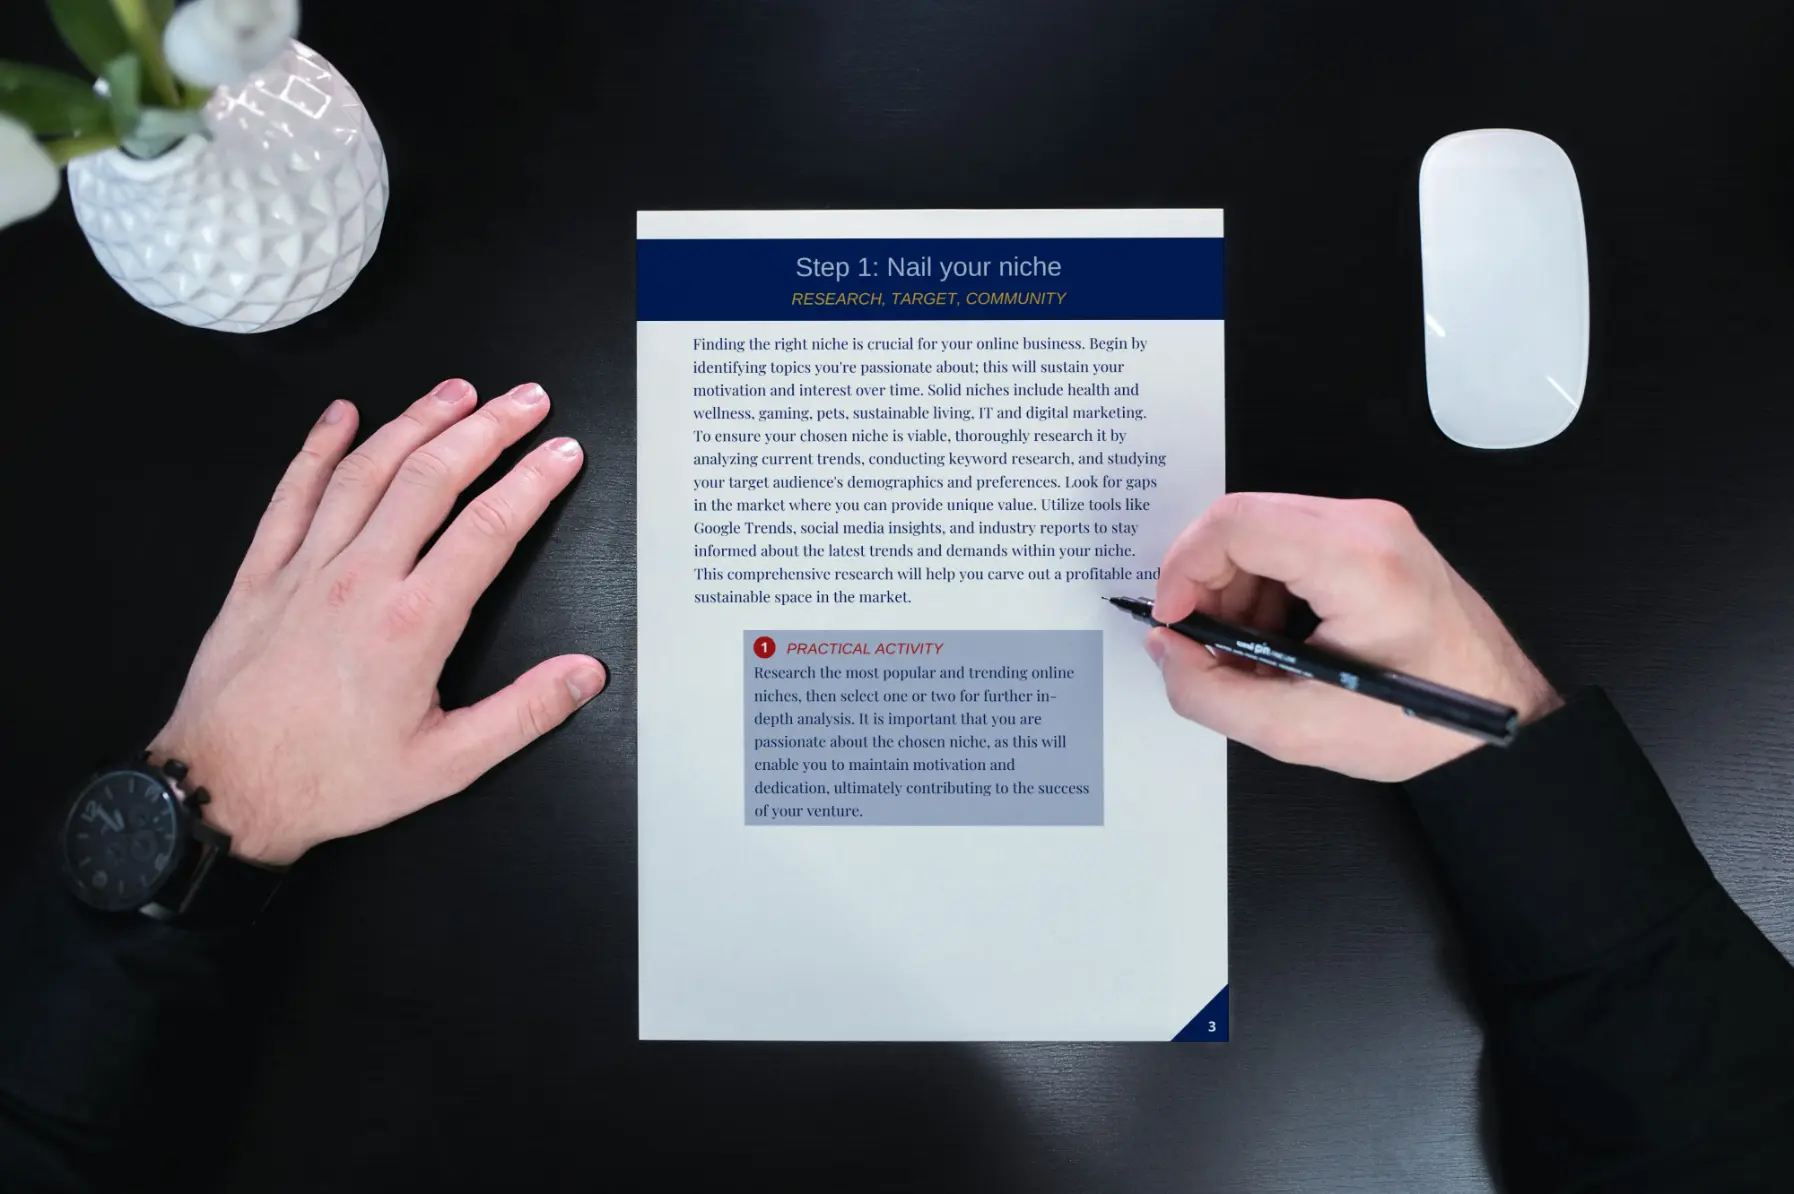 Step 1: Nail your niche
RESEARCH, TARGET, COMMUNITY
Finding the right niche is crucial for your online business. Begin by
identifying topics you're passionate about; this will sustain your
motivation and interest over time. Solid niches include health and
wellness, gaming, pets, sustainable living, IT and digital marketing.
To ensure your chosen niche is viable, thoroughly research it by
analyzing current trends, conducting keyword research, and studying
your target audience's demographics and preferences. Look for gaps
in the market where you can provide unique value. Utilize tools like
Google Trends, social media insights, and industry reports to stay
informed about the latest trends and demands within your niche.
This comprehensive research will help you carve out a profitable and
sustainable space in the market.
1 PRACTICAL ACTIVITY
Research the most popular and trending online
niches, then select one or two for further in-
depth analysis. It is important that you are
passionate about the chosen niche, as this will
enable you to maintain motivation and
dedication, ultimately contributing to the success
of your venture.
3
uni pin
12